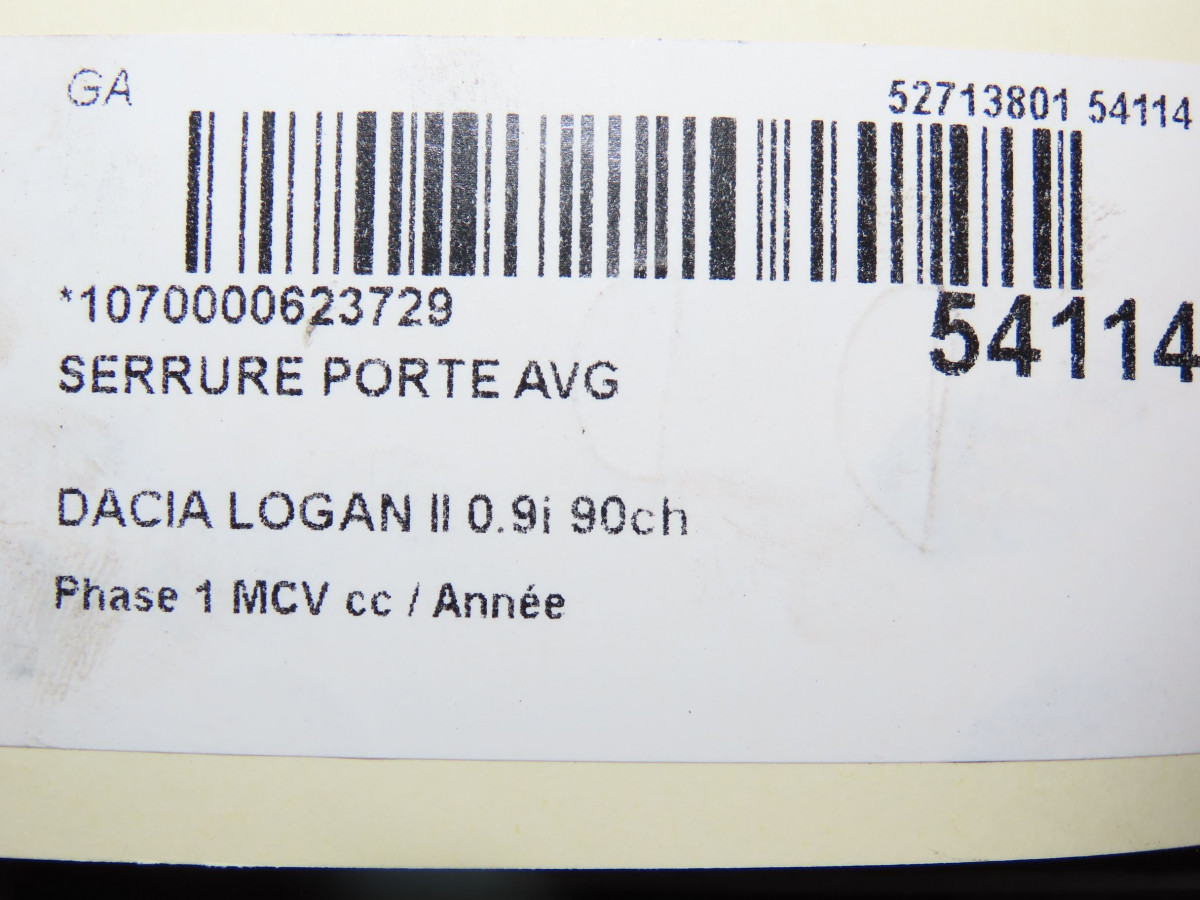 GA
52713801 54114
*1070000623729
54114
SERRURE PORTE AVG
DACIA LOGAN II 0.9i 90ch
Phase 1 MCV cc / Année